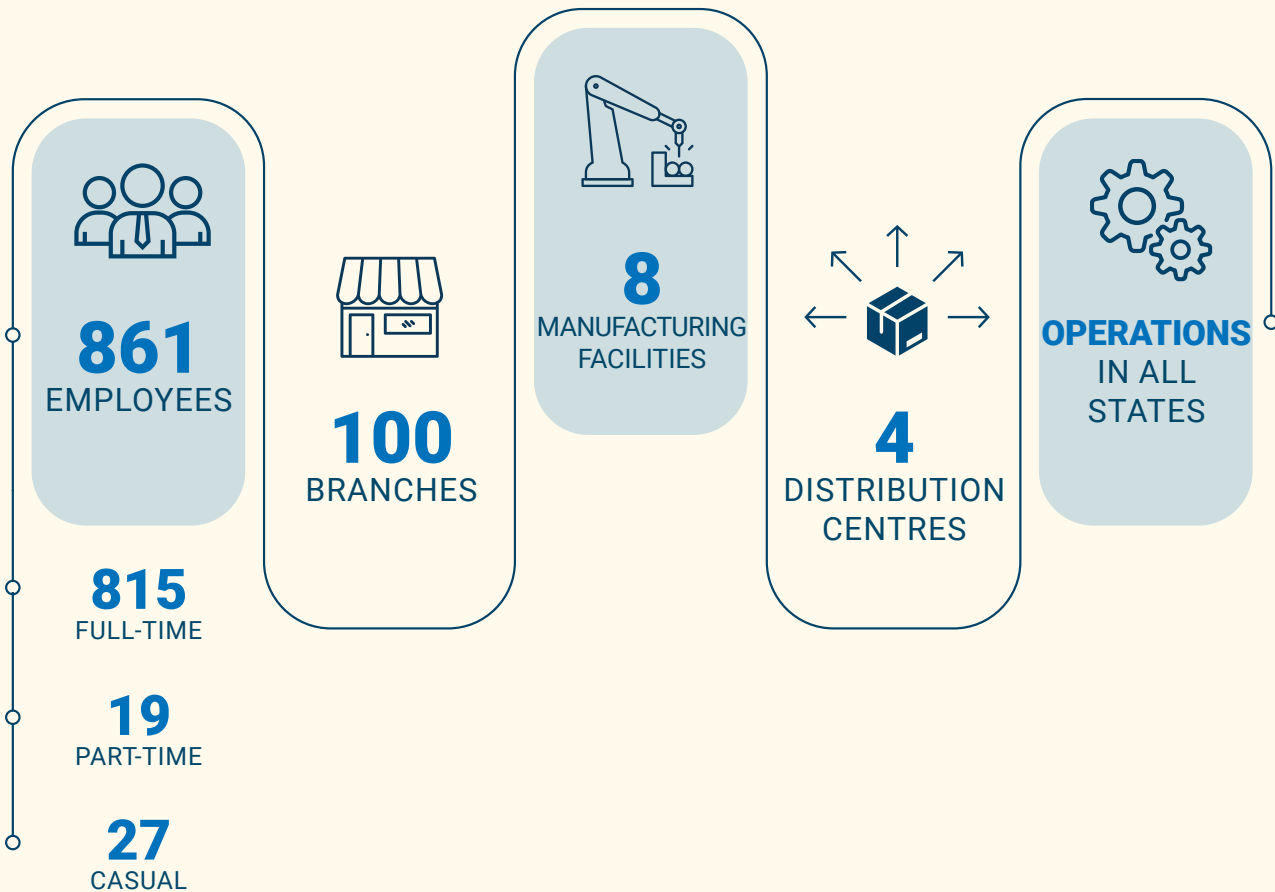 861
EMPLOYEES
815
FULL-TIME
19
PART-TIME
27
CASUAL
100
BRANCHES
8
MANUFACTURING
FACILITIES
4
DISTRIBUTION
CENTRES
OPERATIONS
IN ALL
STATES